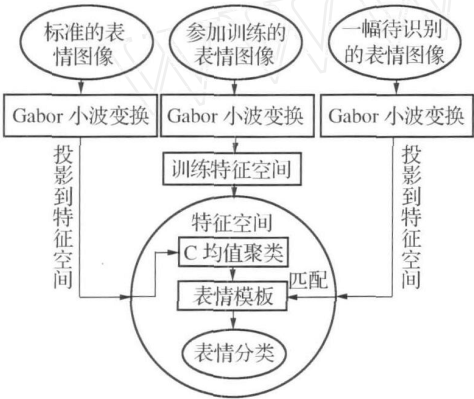 标准的表
情图像
参加训练的
表情图像
一幅待识别
的表情图像
Gabor 小波变换
Gabor 小波变换
Gabor 小波变换
投影到特征空间
训练特征空间
投影到特征空间
特征空间
C 均值聚类
匹配
表情模板
表情分类